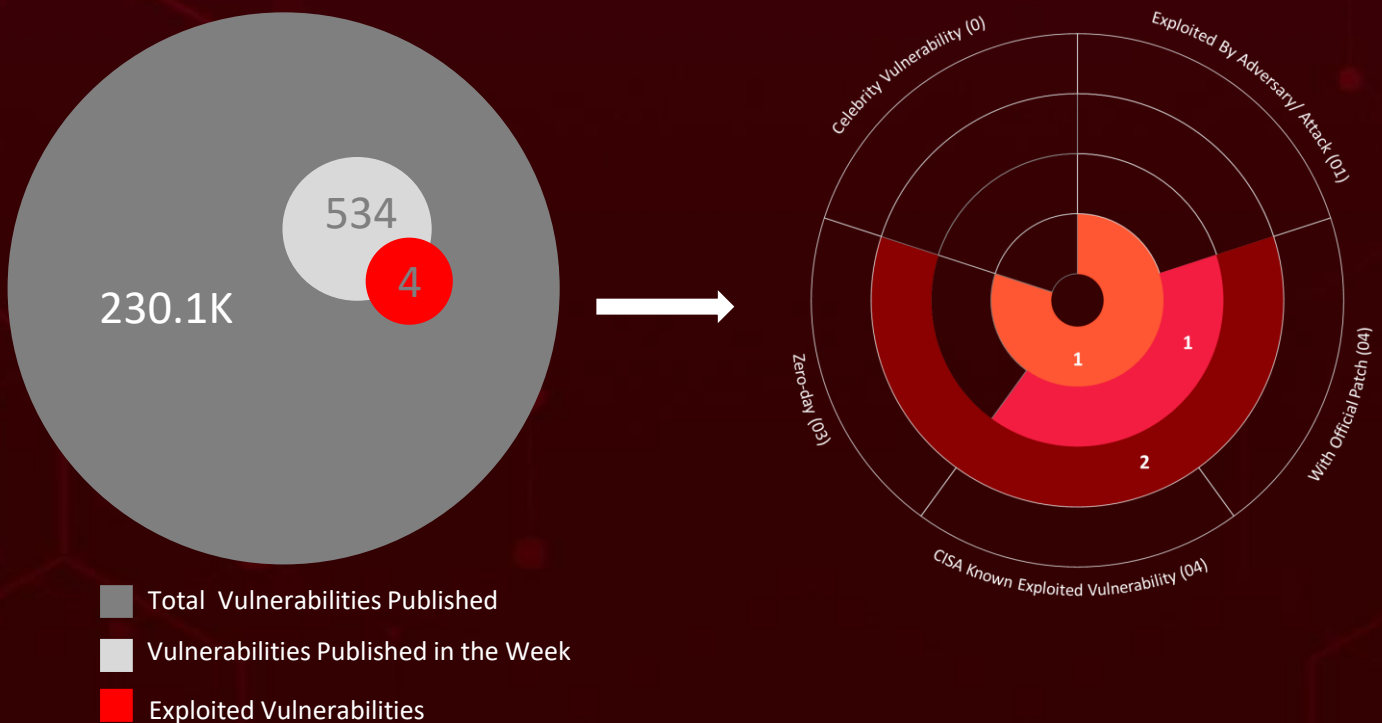 230.1K
534
4
Total  Vulnerabilities Published
Vulnerabilities Published in the Week
Exploited Vulnerabilities
Celebrity Vulnerability (0)
Exploited By Adversary/ Attack (01)
With Official Patch (04)
CISA Known Exploited Vulnerability (04)
Zero-day (03)
1
1
2